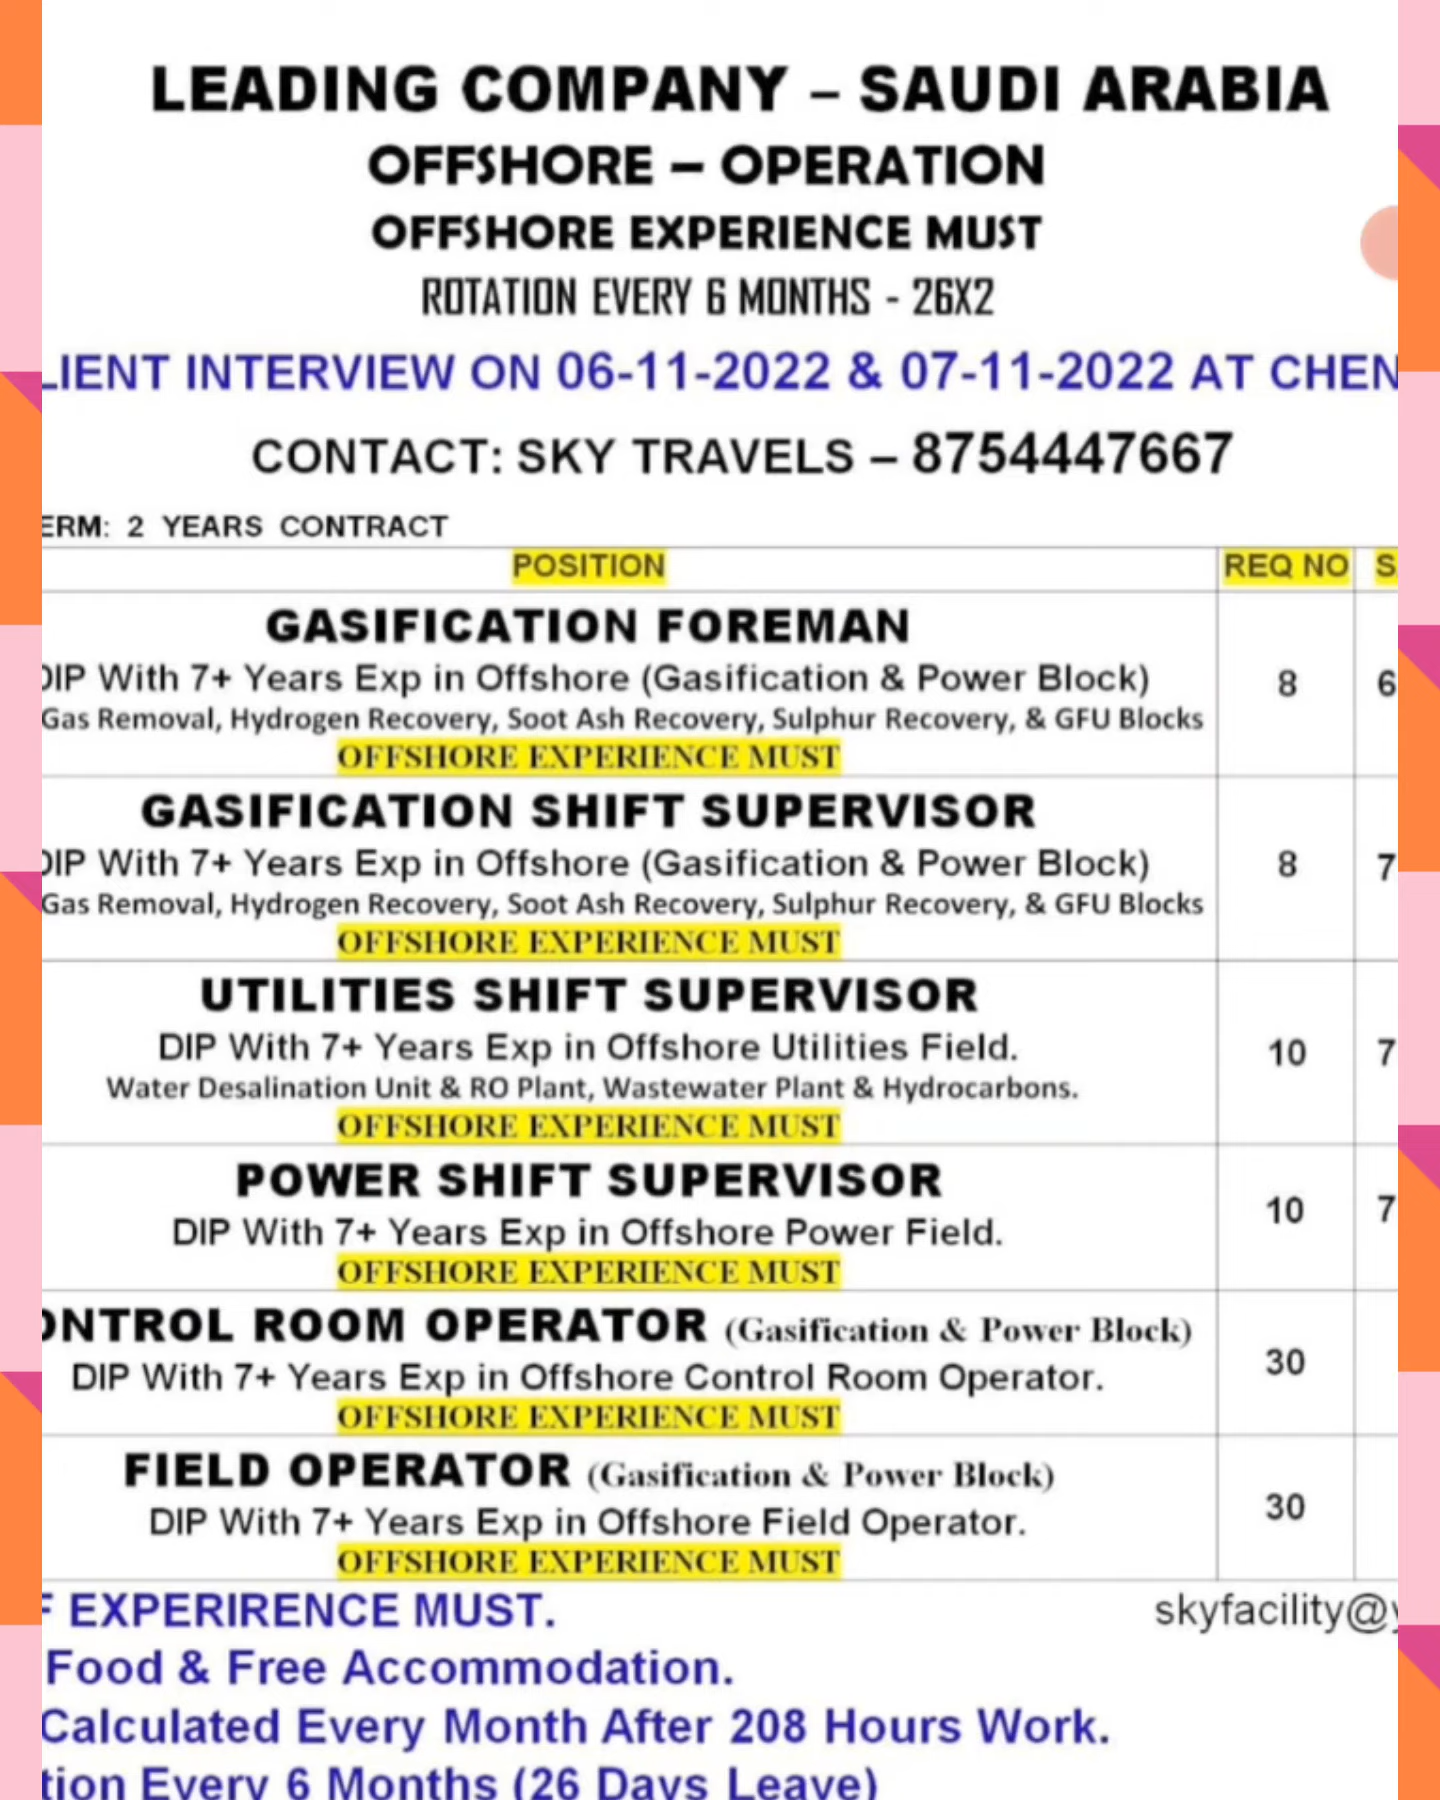 LEADING COMPANY – SAUDI ARABIA
OFFSHORE – OPERATION
OFFSHORE EXPERIENCE MUST
ROTATION EVERY 6 MONTHS - 26X2
LIENT INTERVIEW ON 06-11-2022 & 07-11-2022 AT CHEN
CONTACT: SKY TRAVELS – 8754447667
ERM: 2 YEARS CONTRACT
POSITION REQ NO S
GASIFICATION FOREMAN
DIP With 7+ Years Exp in Offshore (Gasification & Power Block) 8 6
Gas Removal, Hydrogen Recovery, Soot Ash Recovery, Sulphur Recovery, & GFU Blocks
OFFSHORE EXPERIENCE MUST
GASIFICATION SHIFT SUPERVISOR
DIP With 7+ Years Exp in Offshore (Gasification & Power Block) 8 7
Gas Removal, Hydrogen Recovery, Soot Ash Recovery, Sulphur Recovery, & GFU Blocks
OFFSHORE EXPERIENCE MUST
UTILITIES SHIFT SUPERVISOR
DIP With 7+ Years Exp in Offshore Utilities Field. 10 7
Water Desalination Unit & RO Plant, Wastewater Plant & Hydrocarbons.
OFFSHORE EXPERIENCE MUST
POWER SHIFT SUPERVISOR
DIP With 7+ Years Exp in Offshore Power Field. 10 7
OFFSHORE EXPERIENCE MUST
ONTROL ROOM OPERATOR (Gasification & Power Block)
DIP With 7+ Years Exp in Offshore Control Room Operator. 30
OFFSHORE EXPERIENCE MUST
FIELD OPERATOR (Gasification & Power Block)
DIP With 7+ Years Exp in Offshore Field Operator. 30
OFFSHORE EXPERIENCE MUST
F EXPERIRENCE MUST. skyfacility@y
Food & Free Accommodation.
Calculated Every Month After 208 Hours Work.
tion Every 6 Months (26 Days Leave)